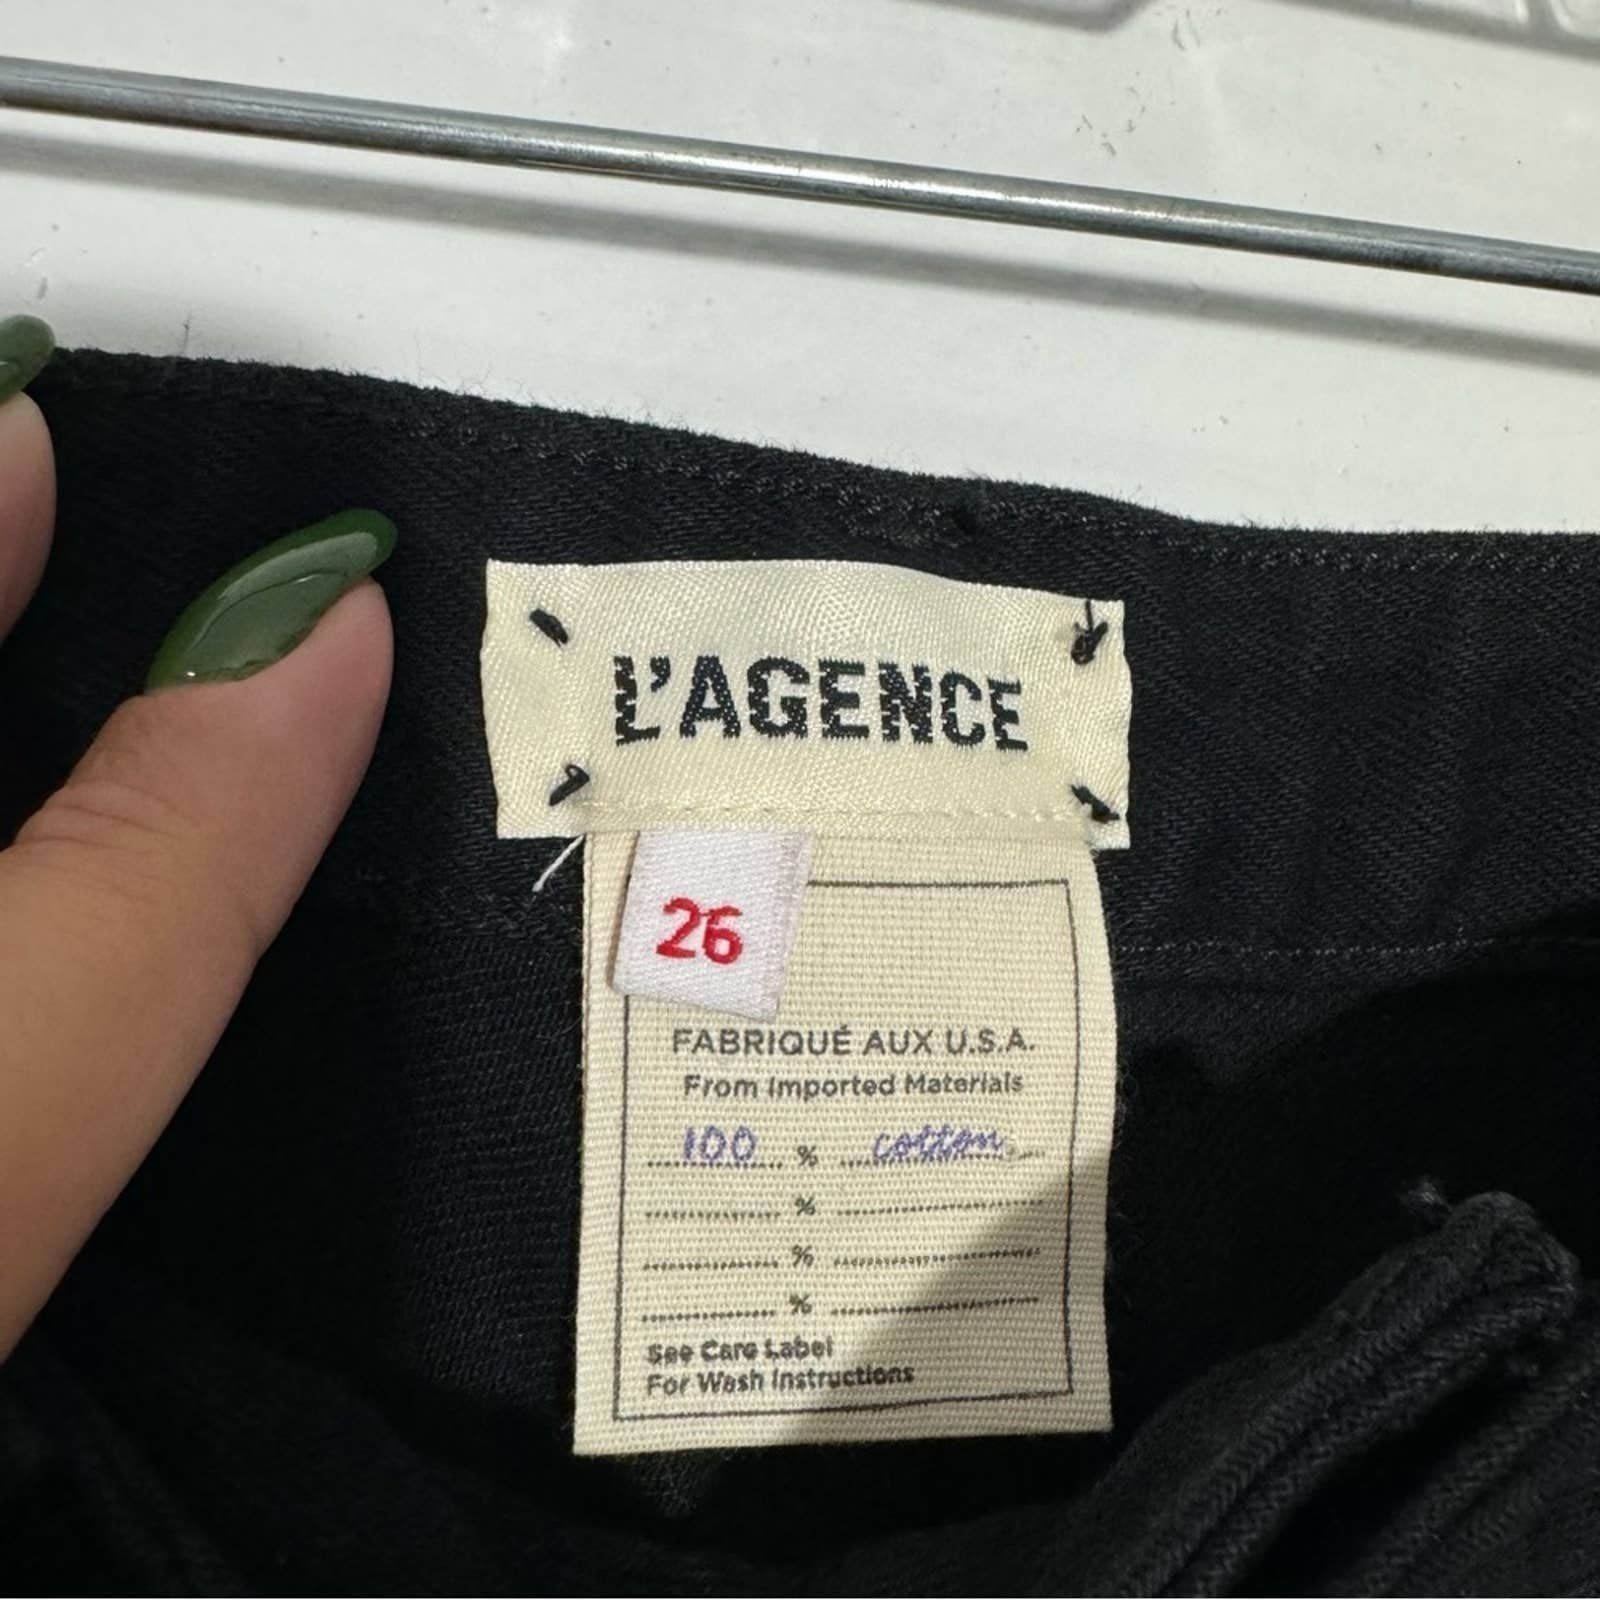 L'AGENCE
26
FABRIQUÉ AUX U.S.A.
From Imported Materials
100 % cotton
%
%
%
See Care Label
For Wash Instructions